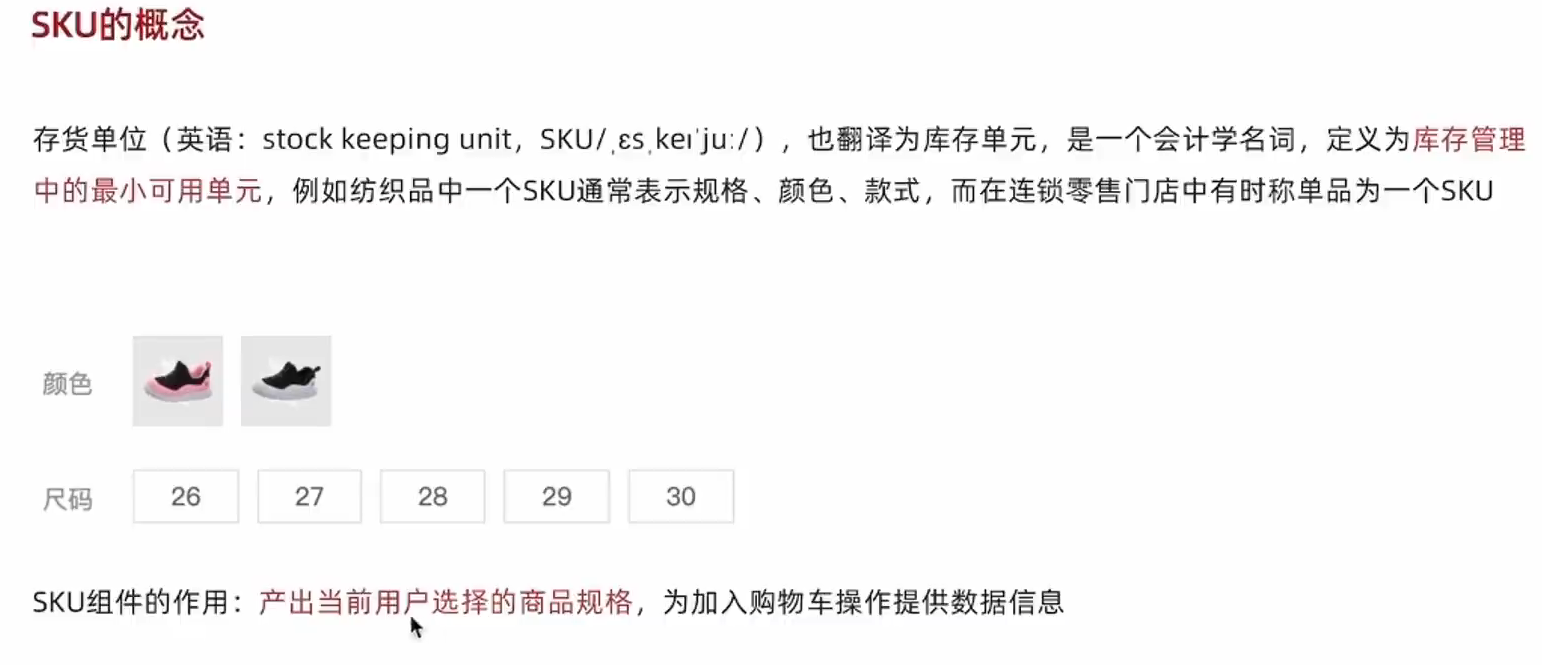 SKU的概念
存货单位（英语：stock keeping unit，SKU/ˌɛsˌkeɪˈjuː/），也翻译为库存单元，是一个会计学名词，定义为库存管理
中的最小可用单元，例如纺织品中一个SKU通常表示规格、颜色、款式，而在连锁零售门店中有时称单品为一个SKU
颜色
尺码 26 27 28 29 30
SKU组件的作用：产出当前用户选择的商品规格，为加入购物车操作提供数据信息